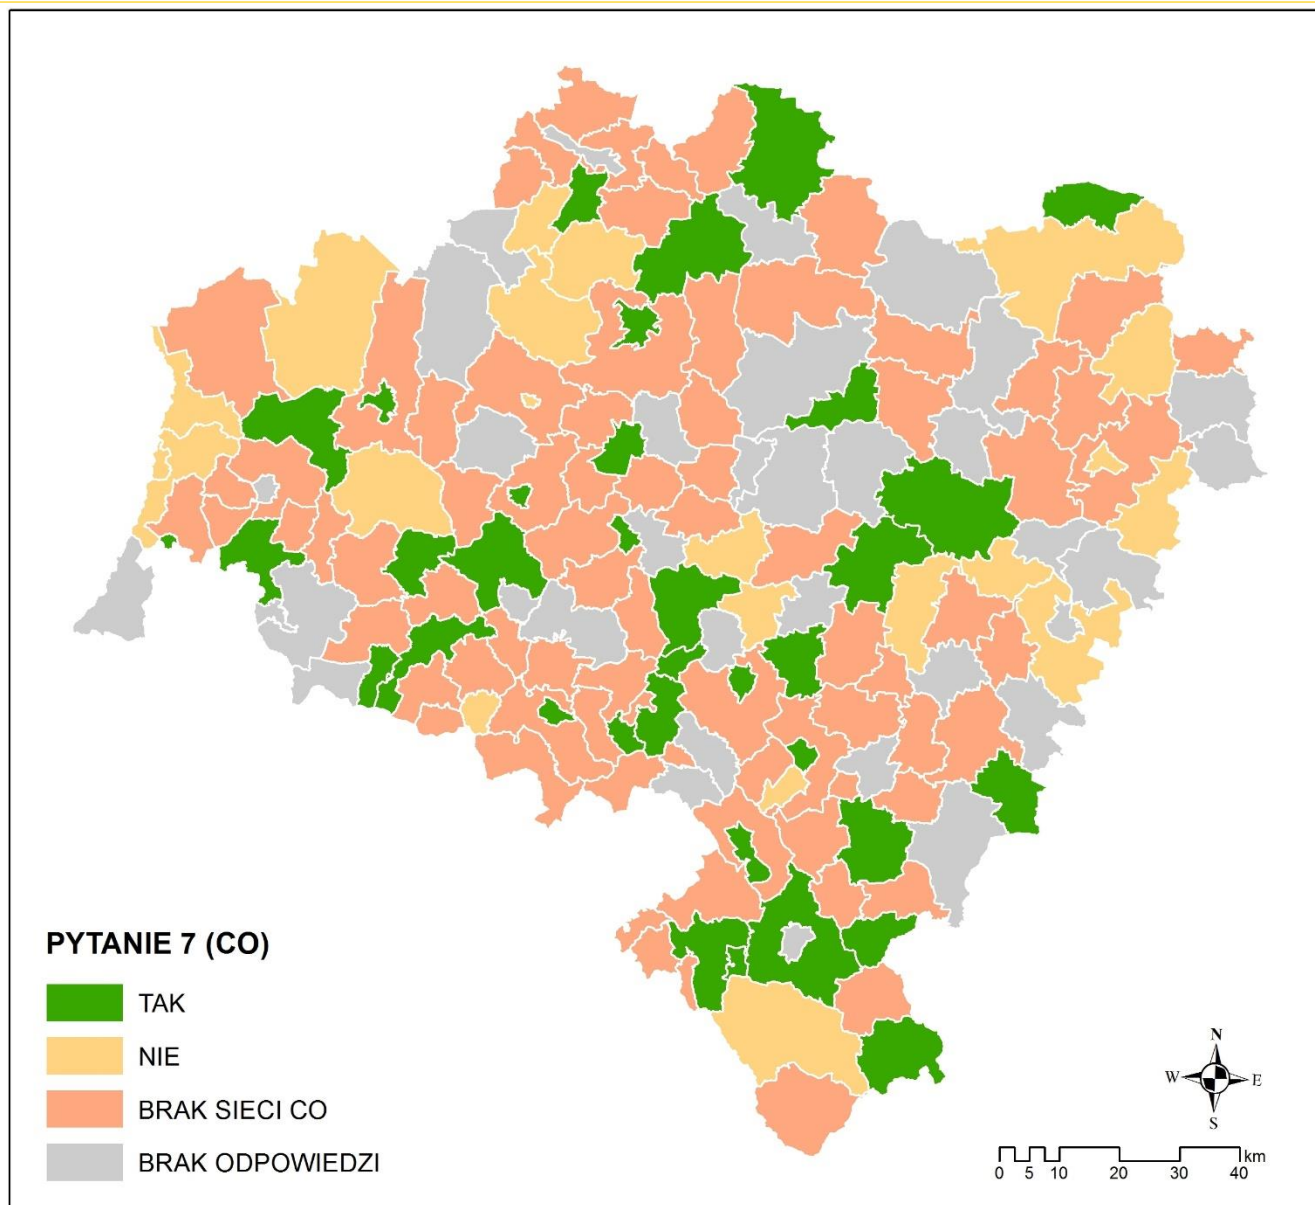 PYTANIE 7 (CO)
TAK
NIE
BRAK SIECI CO
BRAK ODPOWIEDZI
N
W E
S
km
0 5 10 20 30 40